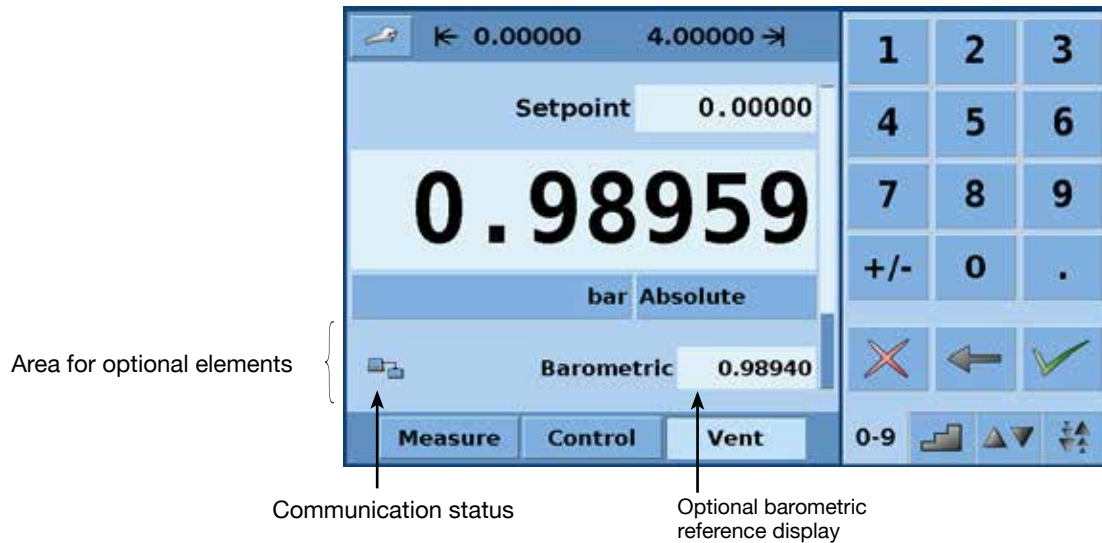 0.00000 4.00000
Setpoint 0.00000
0.98959
bar Absolute
Barometric 0.98940
Measure Control Vent
1 2 3
4 5 6
7 8 9
+/- 0 .
0-9
Area for optional elements
Communication status
Optional barometric
reference display